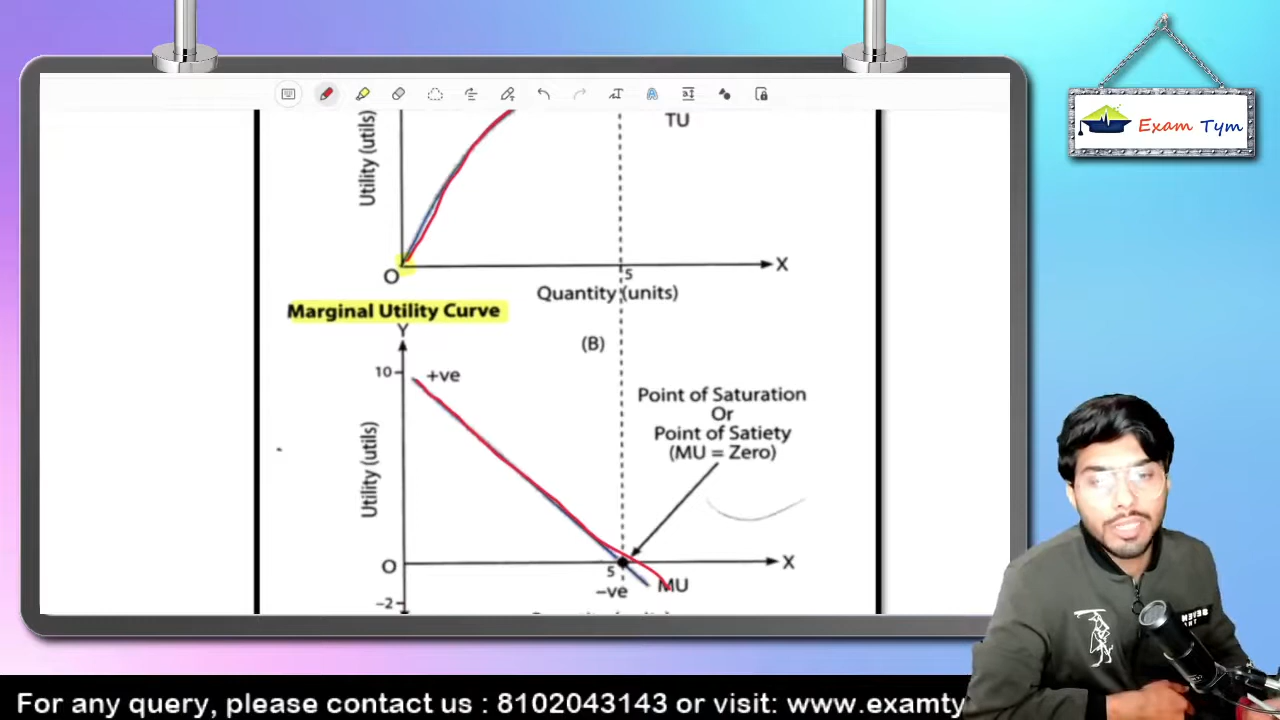 Exam Tym
TU
Utility (utils)
O
X
5
Quantity (units)
Marginal Utility Curve
Y
(B)
10
+ve
Point of Saturation
Or
Point of Satiety
(MU = Zero)
Utility (utils)
O
X
5
-ve
MU
-2
For any query, please contact us : 8102043143 or visit: www.examty